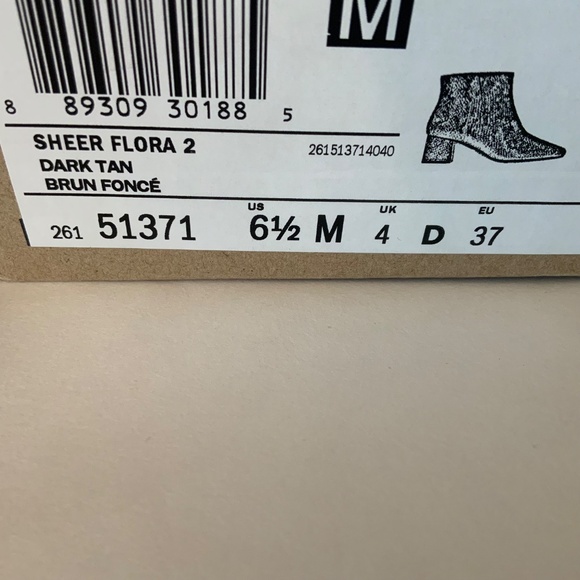 M
8 89309 30188 5
SHEER FLORA 2 261513714040
DARK TAN
BRUN FONCÉ
US UK EU
261 51371 6½ M 4 D 37